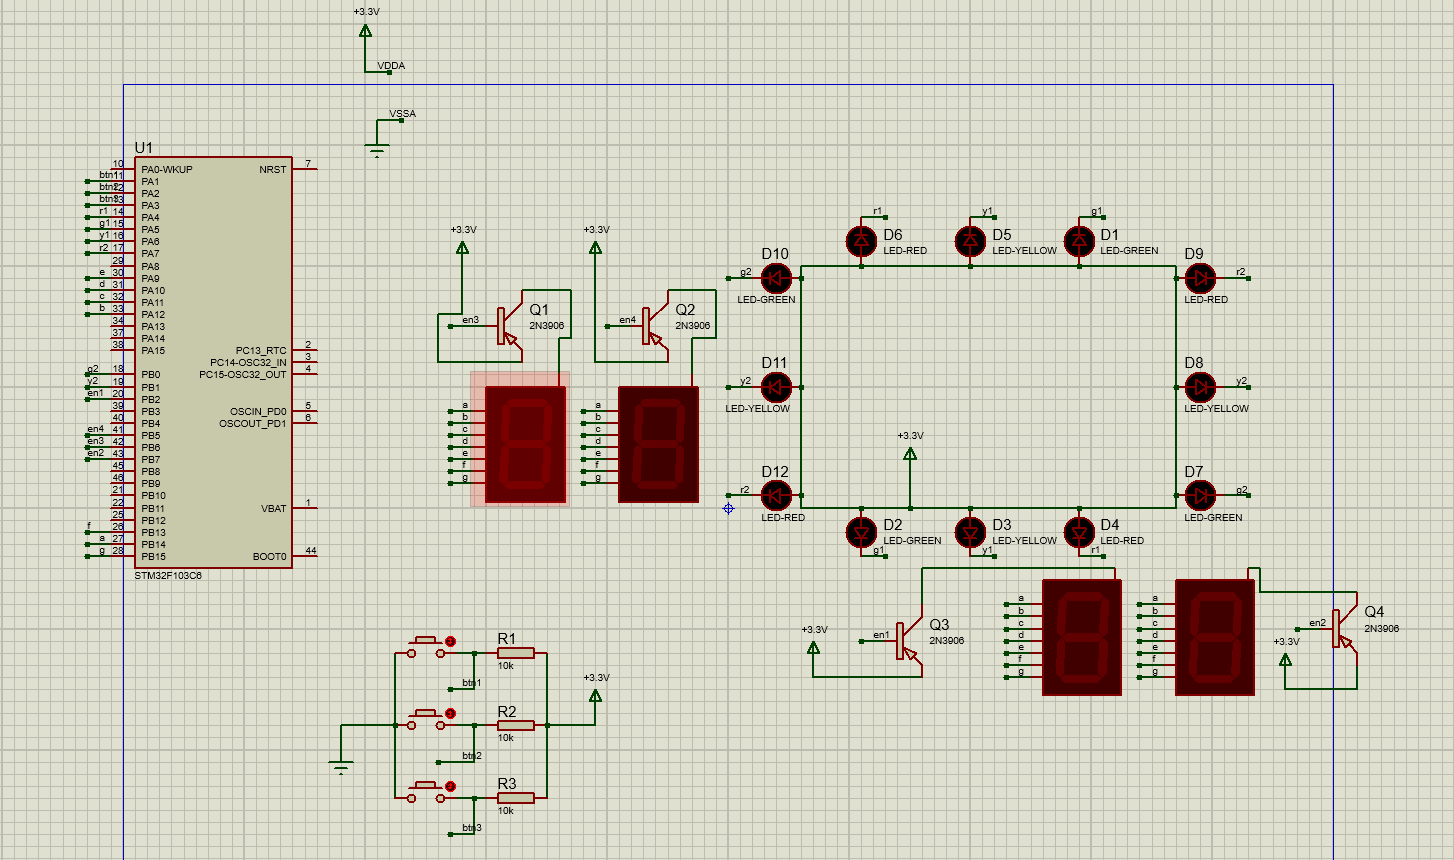 +3.3V
VDDA
VSSA
U1
10 PA0-WKUP NRST 7
btn1 11 PA1
btn2 12 PA2
btn3 13 PA3
r1 14 PA4
g1 15 PA5
y1 16 PA6
r2 17 PA7
29 PA8
e 30 PA9
d 31 PA10
c 32 PA11
b 33 PA12
34 PA13
37 PA14
38 PA15
PC13_RTC 2
PC14-OSC32_IN 3
PC15-OSC32_OUT 4
g2 18 PB0
y2 19 PB1
en1 20 PB2
39 PB3
40 PB4
en4 41 PB5
en3 42 PB6
en2 43 PB7
45 PB8
46 PB9
21 PB10
22 PB11
25 PB12
f 26 PB13
a 27 PB14
g 28 PB15
OSCIN_PD0 5
OSCOUT_PD1 6
VBAT 1
BOOT0 44
STM32F103C6
+3.3V
+3.3V
en3
Q1
2N3906
en4
Q2
2N3906
a
b
c
d
e
f
g
a
b
c
d
e
f
g
r1
D6
LED-RED
y1
D5
LED-YELLOW
g1
D1
LED-GREEN
D10
g2
LED-GREEN
D9
r2
LED-RED
D11
y2
LED-YELLOW
D8
y2
LED-YELLOW
+3.3V
D12
r2
LED-RED
D7
g2
LED-GREEN
D2
LED-GREEN
g1
D3
LED-YELLOW
y1
D4
LED-RED
r1
+3.3V
en1
Q3
2N3906
a
b
c
d
e
f
g
a
b
c
d
e
f
g
en2
Q4
2N3906
+3.3V
R1
10k
btn1
+3.3V
R2
10k
btn2
R3
10k
btn3